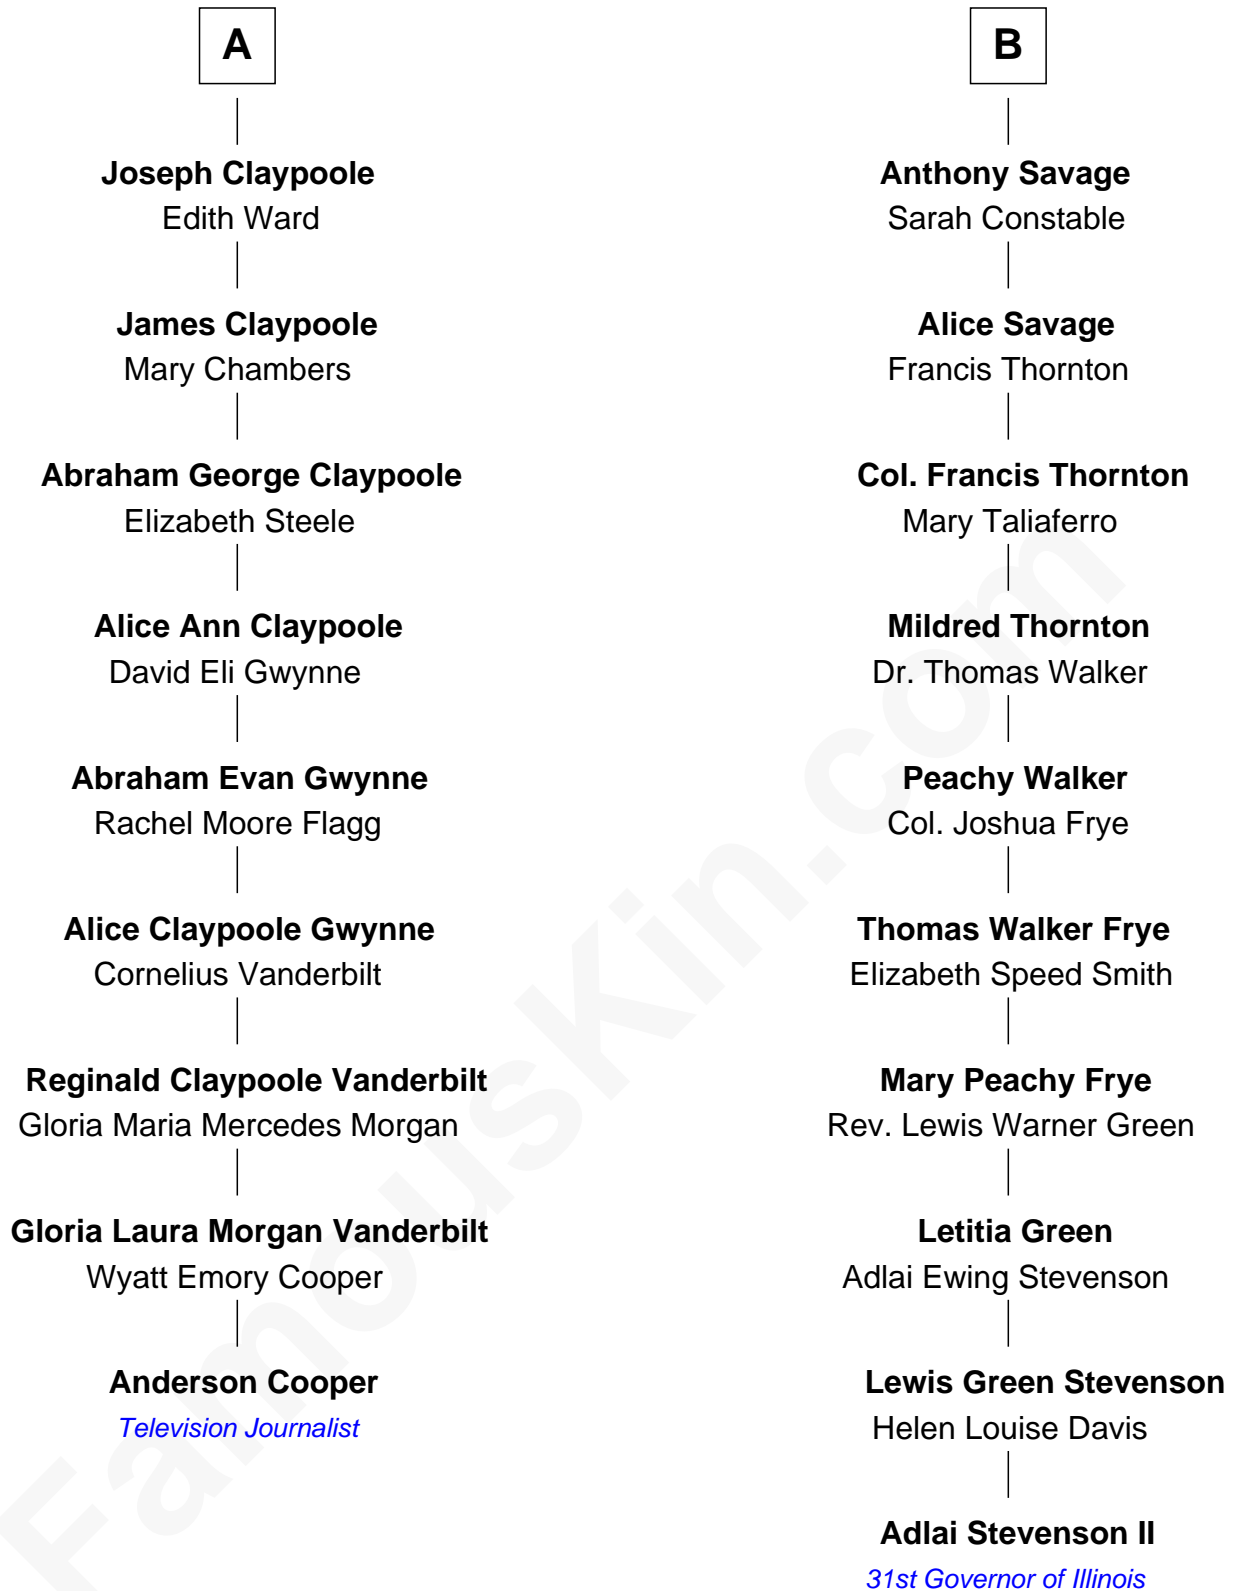 A
Joseph Claypoole
Edith Ward
James Claypoole
Mary Chambers
Abraham George Claypoole
Elizabeth Steele
Alice Ann Claypoole
David Eli Gwynne
Abraham Evan Gwynne
Rachel Moore Flagg
Alice Claypoole Gwynne
Cornelius Vanderbilt
Reginald Claypoole Vanderbilt
Gloria Maria Mercedes Morgan
Gloria Laura Morgan Vanderbilt
Wyatt Emory Cooper
Anderson Cooper
Television Journalist
B
Anthony Savage
Sarah Constable
Alice Savage
Francis Thornton
Col. Francis Thornton
Mary Taliaferro
Mildred Thornton
Dr. Thomas Walker
Peachy Walker
Col. Joshua Frye
Thomas Walker Frye
Elizabeth Speed Smith
Mary Peachy Frye
Rev. Lewis Warner Green
Letitia Green
Adlai Ewing Stevenson
Lewis Green Stevenson
Helen Louise Davis
Adlai Stevenson II
31st Governor of Illinois
FamousKin.com